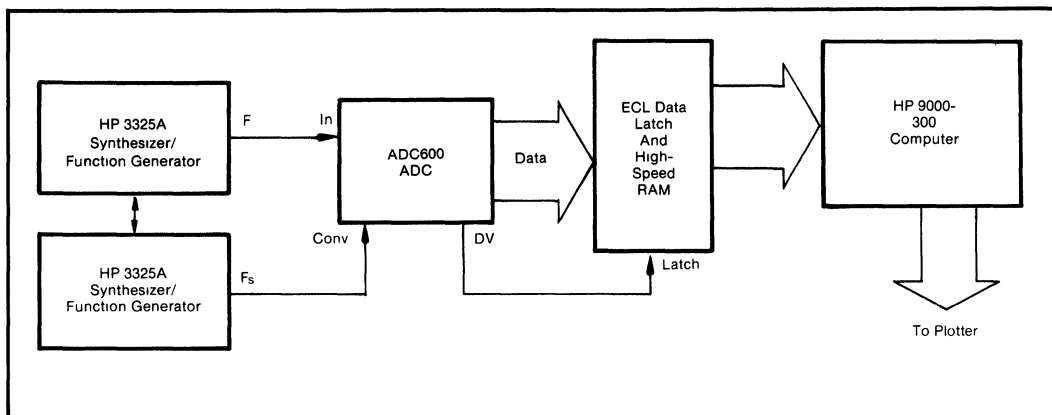 HP 3325A
Synthesizer/
Function Generator
F
In
HP 3325A
Synthesizer/
Function Generator
Fs
Conv
ADC600
ADC
DV
Data
ECL Data
Latch
And
High-
Speed
RAM
Latch
HP 9000-
300
Computer
To Plotter